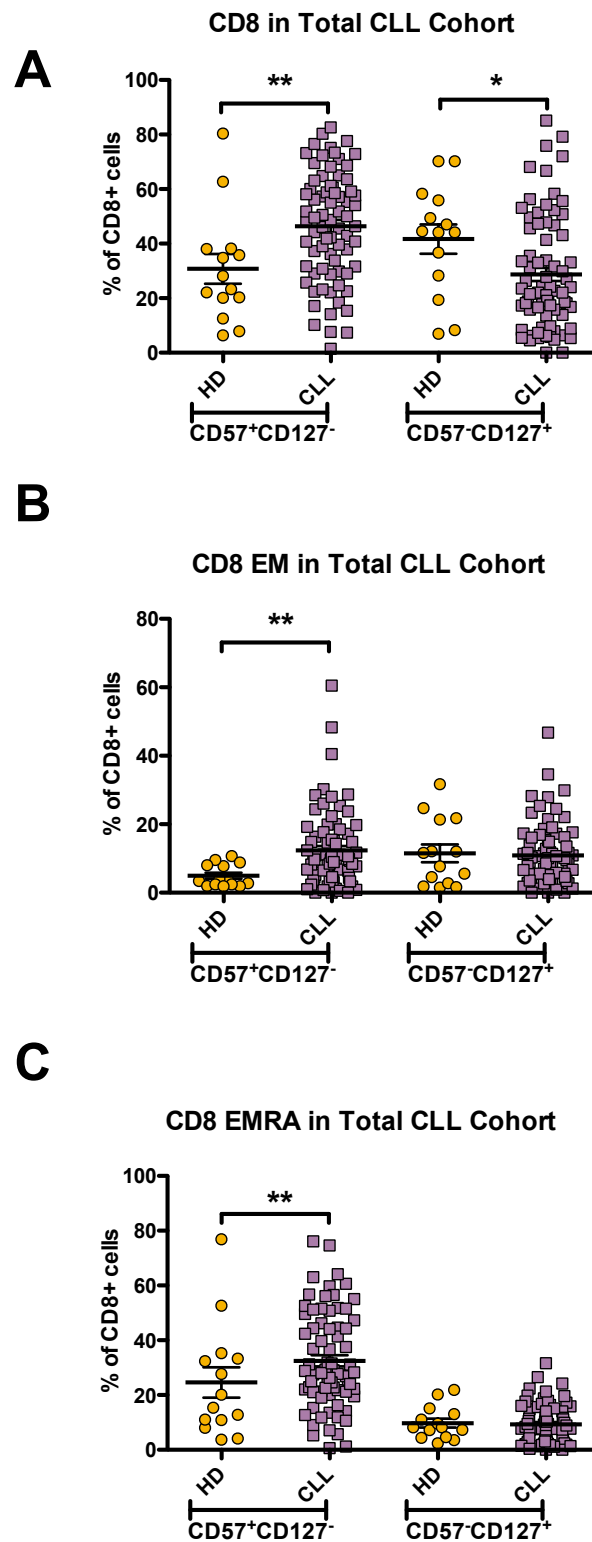 CD8 in Total CLL Cohort
A
100
80
60
40
20
0
% of CD8+ cells
**
*
HD
CLL
HD
CLL
CD57⁺CD127⁻
CD57⁻CD127⁺
B
CD8 EM in Total CLL Cohort
80
60
40
20
0
% of CD8+ cells
**
HD
CLL
HD
CLL
CD57⁺CD127⁻
CD57⁻CD127⁺
C
CD8 EMRA in Total CLL Cohort
100
80
60
40
20
0
% of CD8+ cells
**
HD
CLL
HD
CLL
CD57⁺CD127⁻
CD57⁻CD127⁺